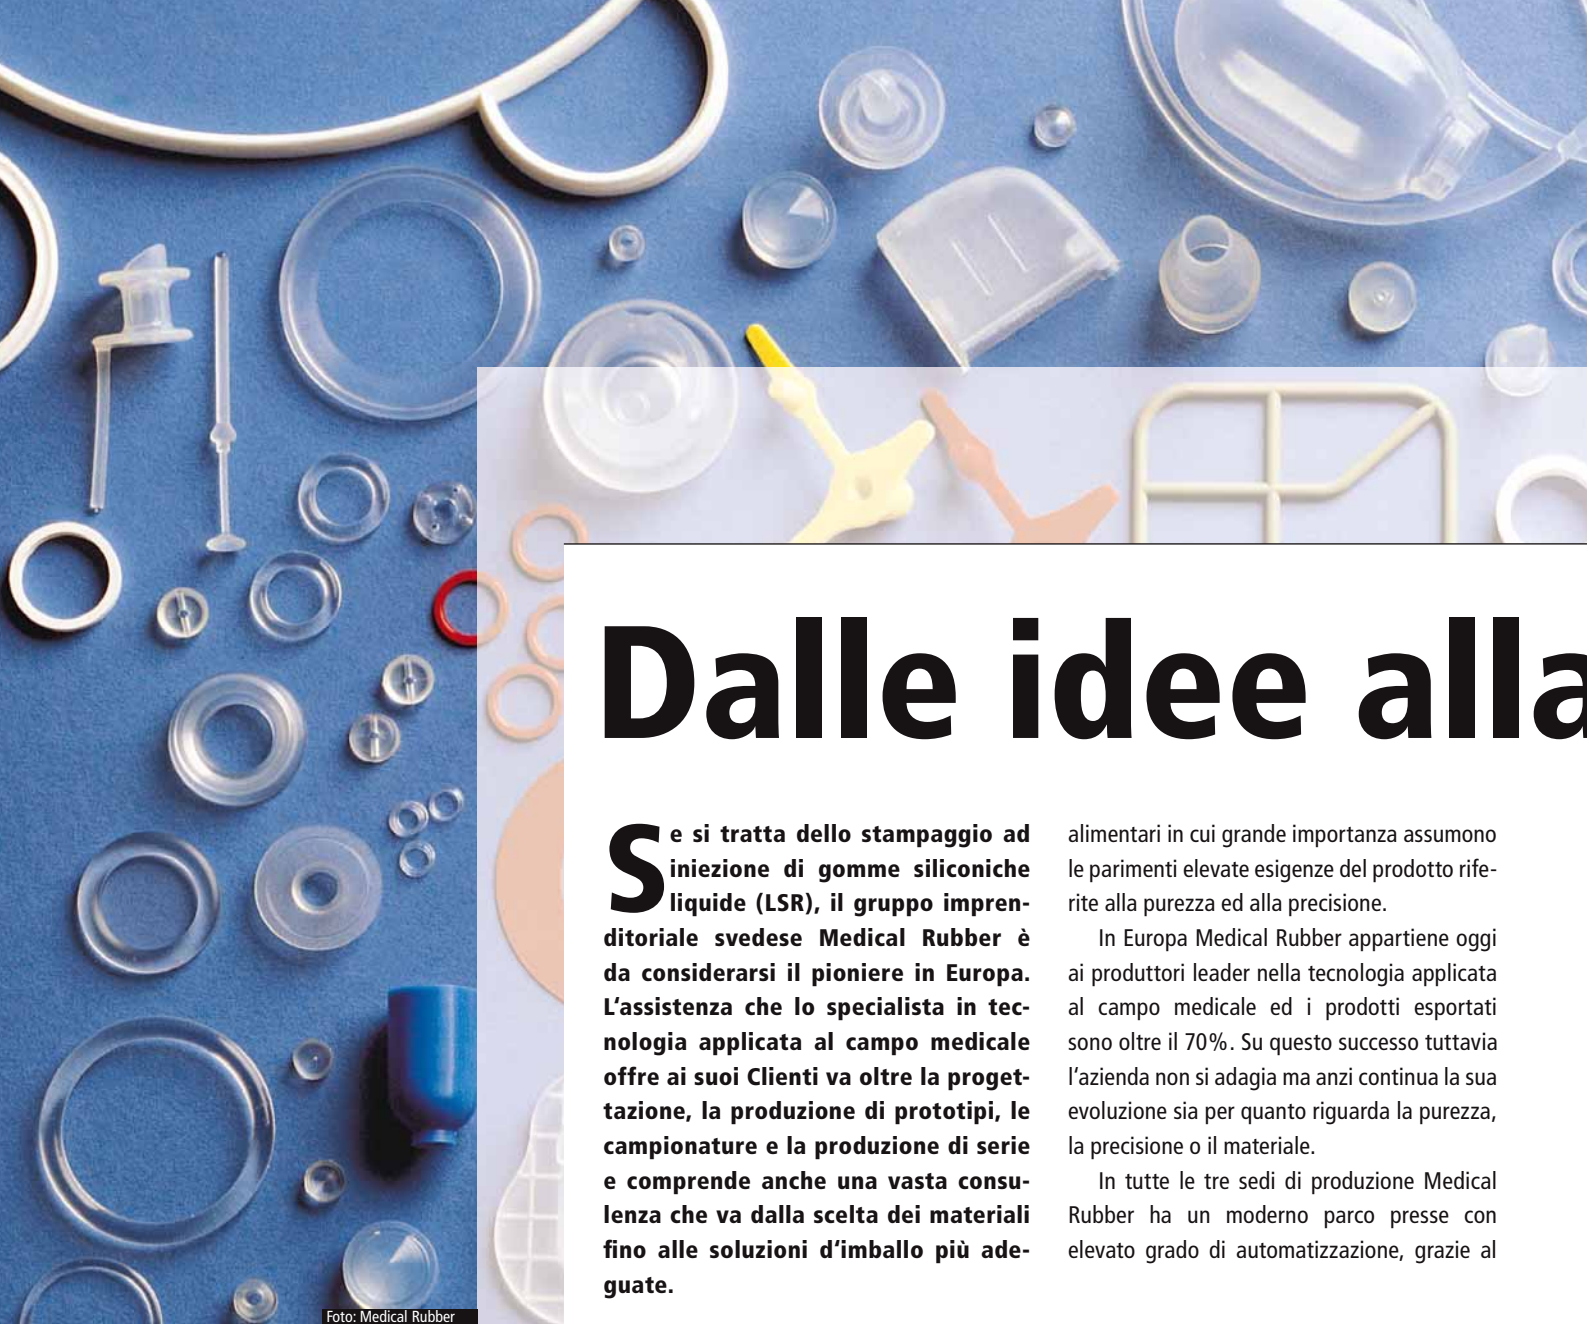 Dalle idee alla
Se si tratta dello stampaggio ad
iniezione di gomme siliconiche
liquide (LSR), il gruppo impren-
ditoriale svedese Medical Rubber è
da considerarsi il pioniere in Europa.
L‘assistenza che lo specialista in tec-
nologia applicata al campo medicale
offre ai suoi Clienti va oltre la proget-
tazione, la produzione di prototipi, le
campionature e la produzione di serie
e comprende anche una vasta consu-
lenza che va dalla scelta dei materiali
fino alle soluzioni d‘imballo più ade-
guate.
alimentari in cui grande importanza assumono
le parimenti elevate esigenze del prodotto rife-
rite alla purezza ed alla precisione.
In Europa Medical Rubber appartiene oggi
ai produttori leader nella tecnologia applicata
al campo medicale ed i prodotti esportati
sono oltre il 70%. Su questo successo tuttavia
l’azienda non si adagia ma anzi continua la sua
evoluzione sia per quanto riguarda la purezza,
la precisione o il materiale.
In tutte le tre sedi di produzione Medical
Rubber ha un moderno parco presse con
elevato grado di automatizzazione, grazie al
Foto: Medical Rubber